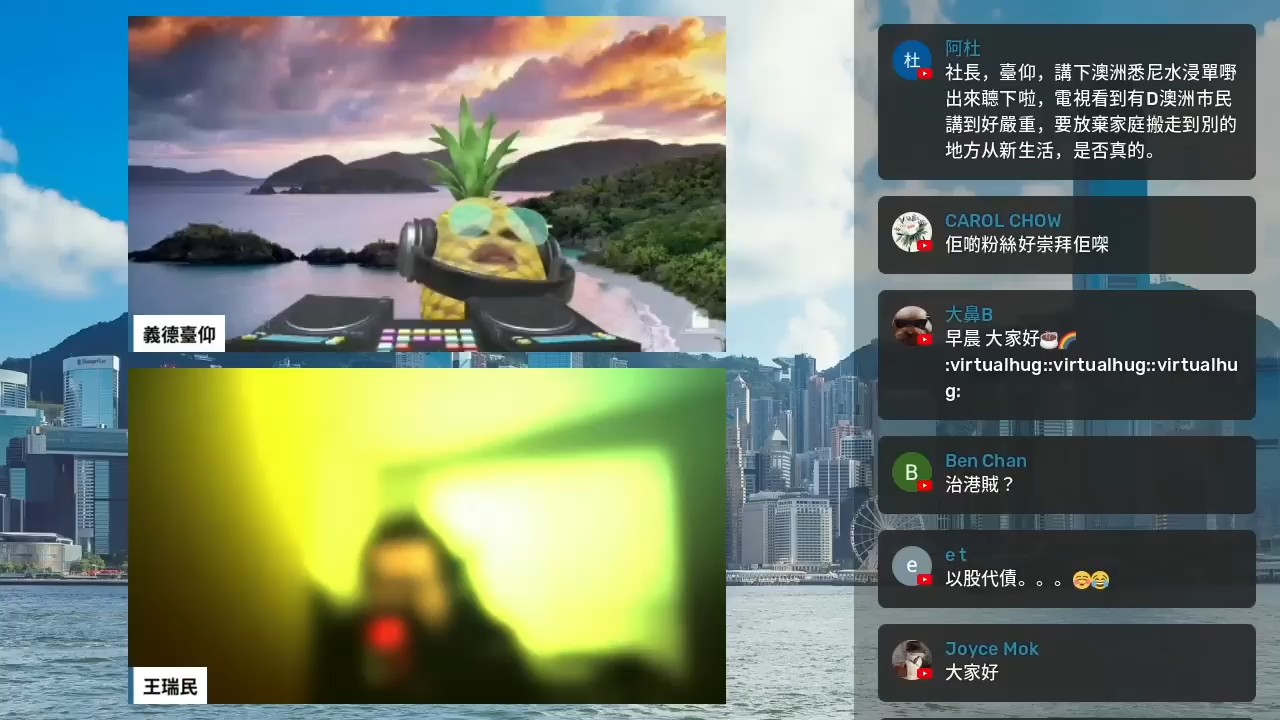 義德臺仰
王瑞民
杜
阿杜
社長，臺仰，講下澳洲悉尼水浸單嘢
出來聽下啦，電視看到有D澳洲市民
講到好嚴重，要放棄家庭搬走到別的
地方从新生活，是否真的。
CAROL CHOW
佢啲粉絲好崇拜佢㗎
大鼻B
早晨 大家好🎂🌈
:virtualhug::virtualhug::virtualhu
g:
B
Ben Chan
治港賊？
e
e t
以股代債。。。😊😂
Joyce Mok
大家好